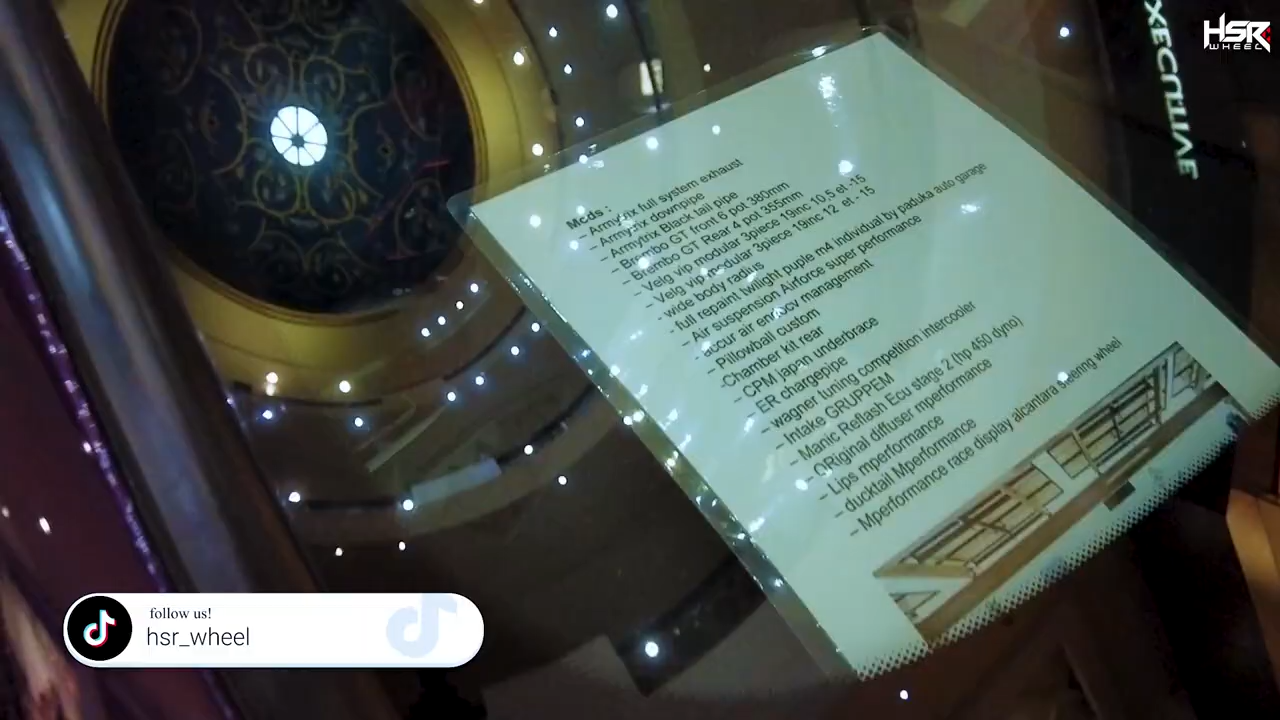 HSR
WHEEL
XECUTIVE
Mcds :
- Armytrix full system exhaust
- Armytrix downpipe
- Armytrix Black tail pipe
- Brembo GT front 6 pot 380mm
- Brembo GT Rear 4 pot 355mm
- Velg vip modular 3piece 19inc 10,5 et -15
- Velg vip modular 3piece 19inc 12 et -15
- wide body radius
- full repaint twilight puple m4 individual by paduka auto garage
- Air suspension Airforce super performance
- accur air management
- Pillowball custom
-Chamber kit rear
- CPM japan underbrace
- ER chargepipe
- wagner tuning competition intercooler
- Intake GRUPPEM
- Manic Reflash Ecu stage 2 (hp 450 dyno)
- ORiginal diffuser mperformance
- Lips mperformance
- ducktail Mperformance
- Mperformance race display alcantara steering wheel
follow us!
hsr_wheel